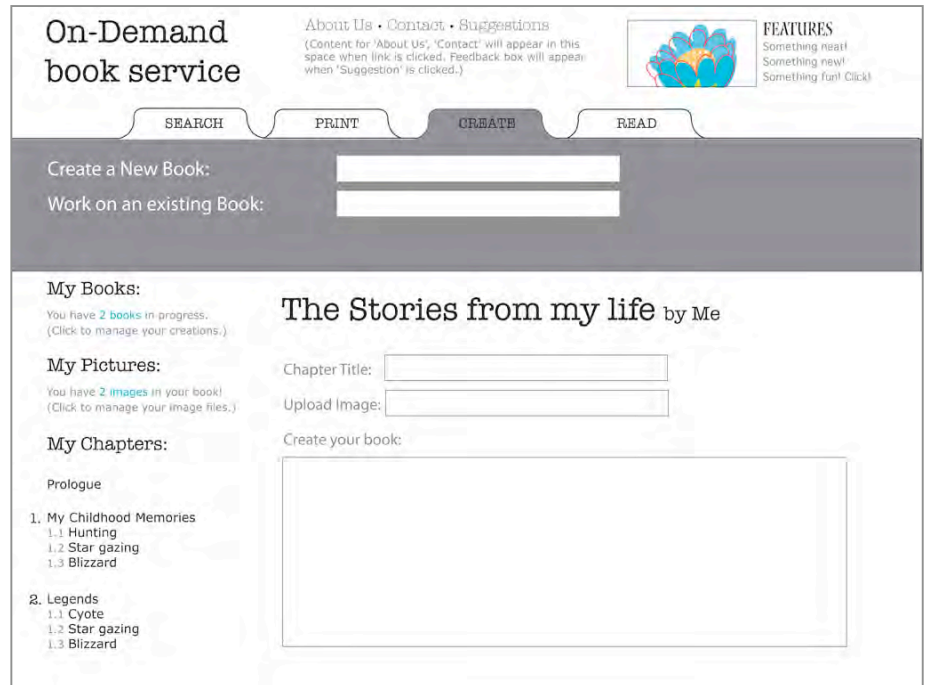 On-Demand
book service
About Us • Contact • Suggestions
(Content for 'About Us', 'Contact' will appear in this
space when link is clicked. Feedback box will appear
when 'Suggestion' is clicked.)
FEATURES
Something neat!
Something new!
Something fun! Click!
SEARCH
PRINT
CREATE
READ
Create a New Book:
Work on an existing Book:
My Books:
You have 2 books in progress.
(Click to manage your creations.)
My Pictures:
You have 2 images in your book!
(Click to manage your image files.)
My Chapters:
Prologue
1. My Childhood Memories
1.1 Hunting
1.2 Star gazing
1.3 Blizzard
2. Legends
1.1 Cyote
1.2 Star gazing
1.3 Blizzard
The Stories from my life by Me
Chapter Title:
Upload Image:
Create your book: